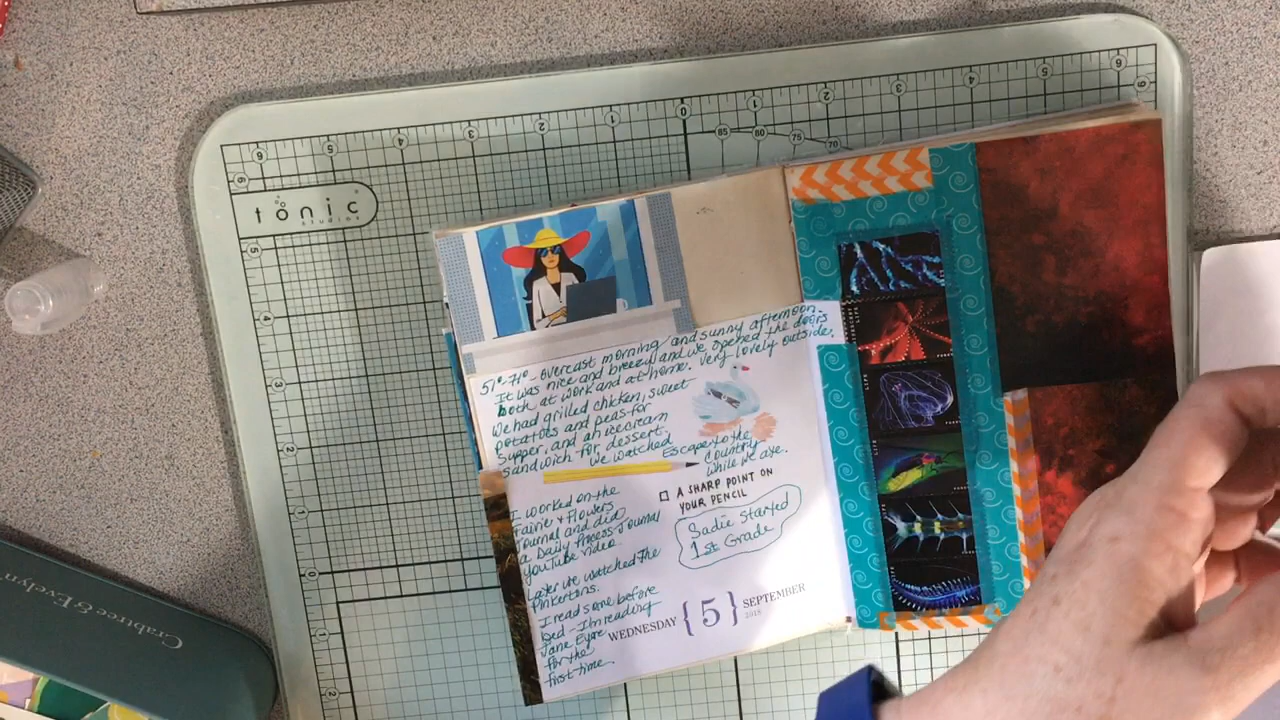 tonic
studios
57°-71°- overcast morning and sunny afternoon.
It was nice and breezy and we opened the doors
both at work and at home. Very lovely outside.
We had grilled chicken, sweet
potatoes and peas for
supper, and an icecream
sandwich for dessert.
we watched Escape to the
Country
while we axe.
A SHARP POINT ON
YOUR PENCIL
Sadie Started
1st Grade
I worked on the
Fairie & Flowers
Journal and did
a Daily Process Journal
YouTube video.
Later we watched The
Pinkertons.
I read some before
bed - I'm reading
Jane Eyre
for the
first time.
WEDNESDAY {5} SEPTEMBER
2018
Crabtree & Evelyn